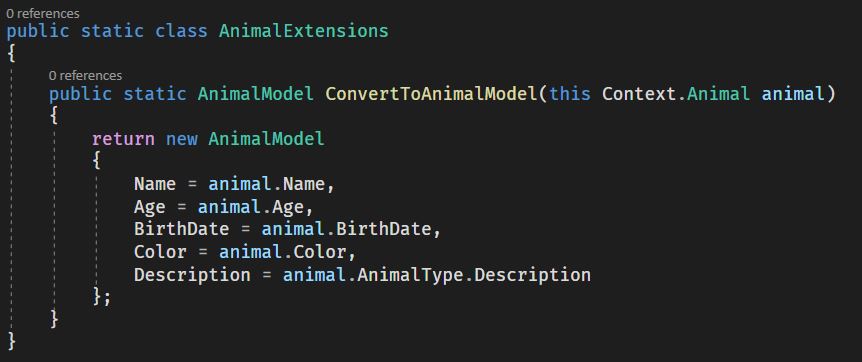 0 references
public static class AnimalExtensions
{
0 references
public static AnimalModel ConvertToAnimalModel(this Context.Animal animal)
{
return new AnimalModel
{
Name = animal.Name,
Age = animal.Age,
BirthDate = animal.BirthDate,
Color = animal.Color,
Description = animal.AnimalType.Description
};
}
}